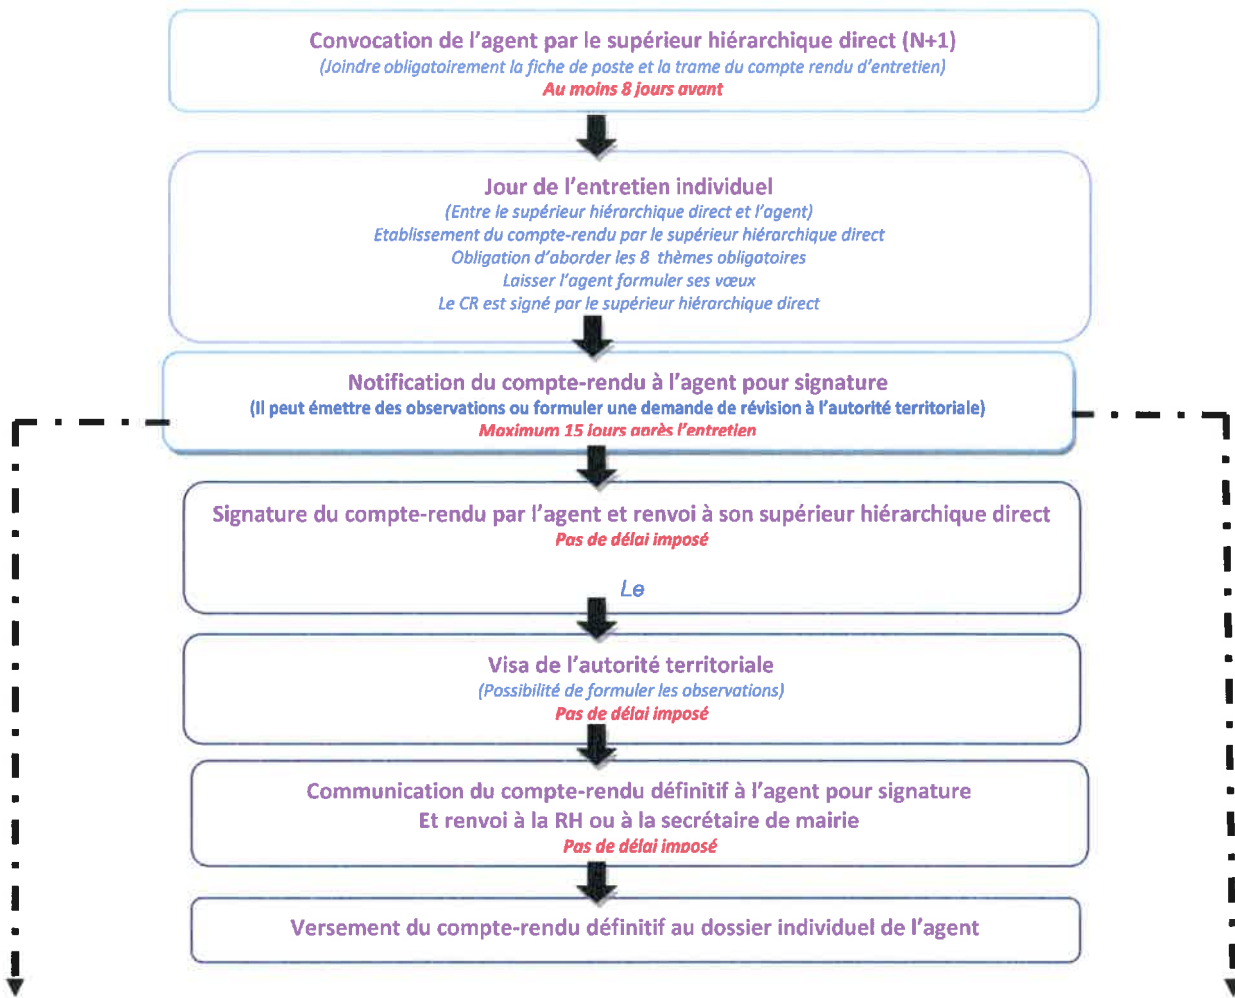 Convocation de l'agent par le supérieur hiérarchique direct (N+1)
(Joindre obligatoirement la fiche de poste et la trame du compte rendu d'entretien)
Au moins 8 jours avant
Jour de l'entretien individuel
(Entre le supérieur hiérarchique direct et l'agent)
Etablissement du compte-rendu par le supérieur hiérarchique direct
Obligation d'aborder les 8 thèmes obligatoires
Laisser l'agent formuler ses vœux
Le CR est signé par le supérieur hiérarchique direct
Notification du compte-rendu à l'agent pour signature
(Il peut émettre des observations ou formuler une demande de révision à l'autorité territoriale)
Maximum 15 jours après l'entretien
Signature du compte-rendu par l'agent et renvoi à son supérieur hiérarchique direct
Pas de délai imposé
Le
Visa de l'autorité territoriale
(Possibilité de formuler les observations)
Pas de délai imposé
Communication du compte-rendu définitif à l'agent pour signature
Et renvoi à la RH ou à la secrétaire de mairie
Pas de délai imposé
Versement du compte-rendu définitif au dossier individuel de l'agent